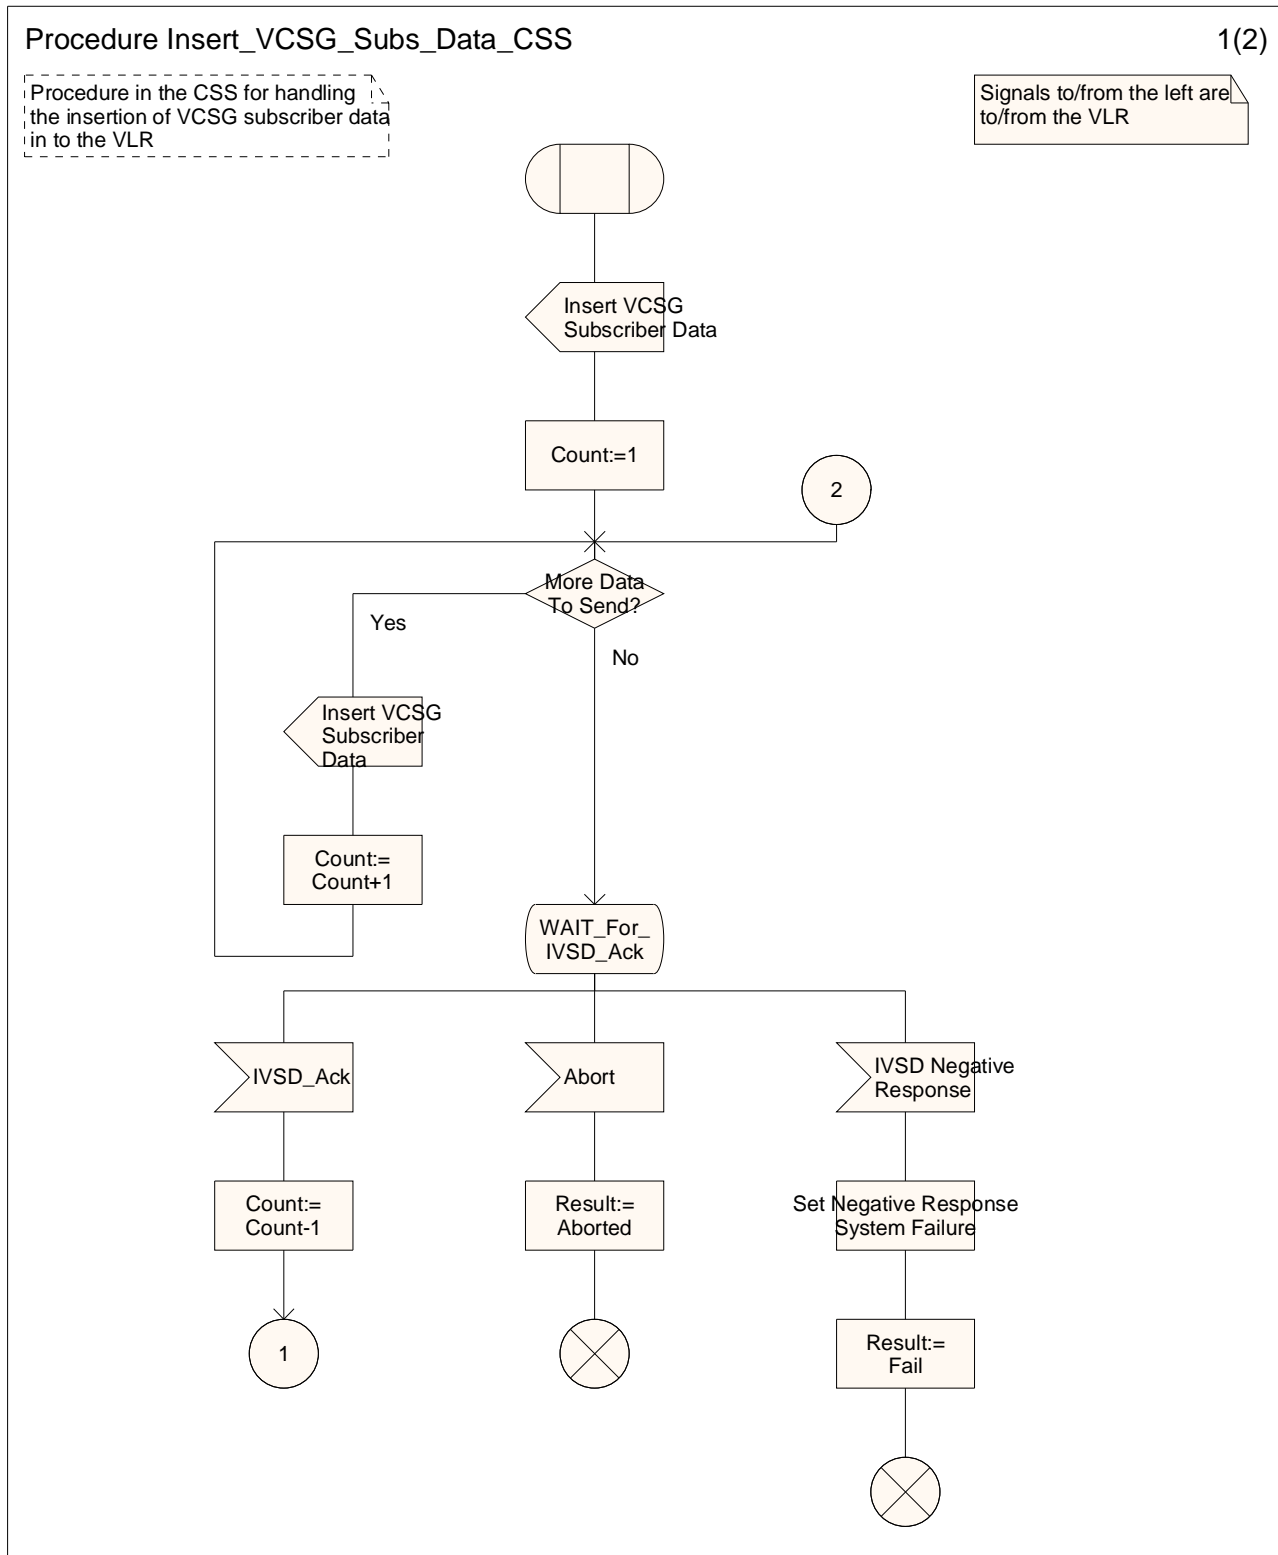 Procedure Insert_VCSG_Subs_Data_CSS
1(2)
Procedure in the CSS for handling
the insertion of VCSG subscriber data
in to the VLR
Signals to/from the left are
to/from the VLR
Insert VCSG
Subscriber Data
Count:=1
2
More Data
To Send?
Yes
No
Insert VCSG
Subscriber
Data
Count:=
Count+1
WAIT_For_
IVSD_Ack
IVSD_Ack
Abort
IVSD Negative
Response
Count:=
Count-1
Result:=
Aborted
Set Negative Response
System Failure
1
Result:=
Fail